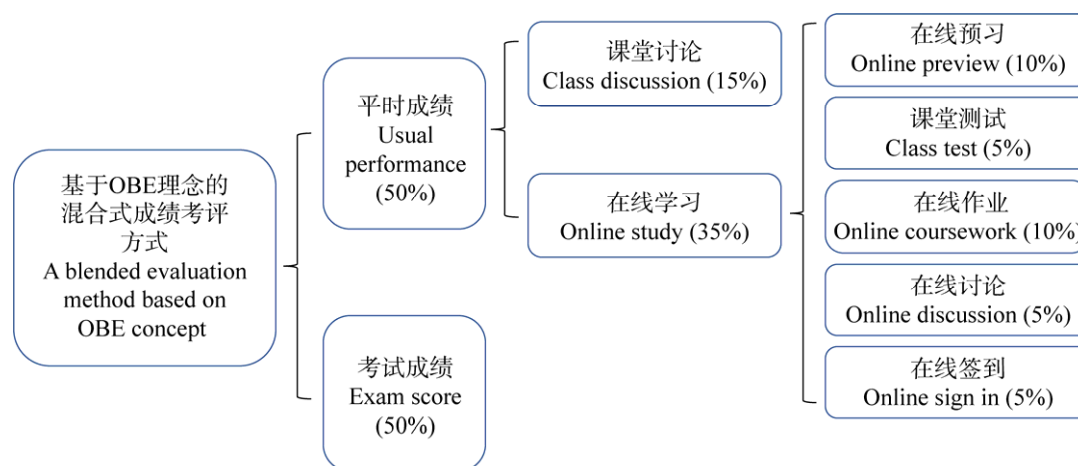 基于OBE理念的
混合式成绩考评
方式
A blended evaluation
method based on
OBE concept
平时成绩
Usual
performance
(50%)
考试成绩
Exam score
(50%)
课堂讨论
Class discussion (15%)
在线学习
Online study (35%)
在线预习
Online preview (10%)
课堂测试
Class test (5%)
在线作业
Online coursework (10%)
在线讨论
Online discussion (5%)
在线签到
Online sign in (5%)